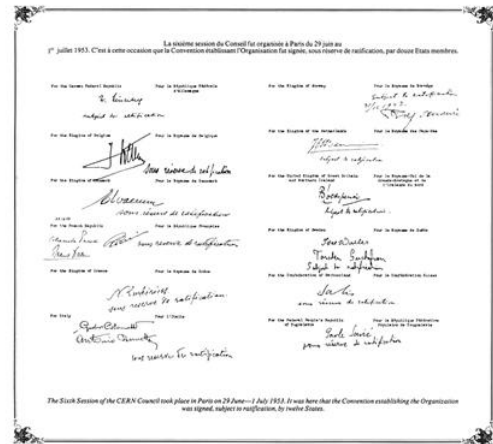 La sixième session du Conseil fut organisée à Paris du 29 juin au
1er juillet 1953. C'est à cette occasion que la Convention établissant l'Organisation fut signée, sous réserve de ratification, par douze Etats membres.
For the German Federal Republic
Pour la République Fédérale
d'Allemagne
subject to ratification
For the Kingdom of Belgium
Pour le Royaume de Belgique
sous réserve de ratification
For the Kingdom of Denmark
Pour le Royaume de Danemark
sous réserve de ratification
For the French Republic
Pour la République Française
sous réserve de ratification
For the Kingdom of Greece
Pour le Royaume de Grèce
sous reserve de ratification
For Italy
Pour l'Italie
sous reserve de ratification
For the Kingdom of Norway
Pour le Royaume de Norvège
subject to ratification
For the Kingdom of the Netherlands
Pour le Royaume des Pays-Bas
subject to ratification
For the United Kingdom of Great Britain
and Northern Ireland
Pour le Royaume-Uni de la
Grande-Bretagne et de
l'Irlande du Nord
Subject to ratification
For the Kingdom of Sweden
Pour le Royaume de Suède
Torsten Gustafson
Subject to ratification
For the Confederation of Switzerland
Pour la Confédération Suisse
sous réserve de ratification
For the Federal People's Republic
of Yugoslavia
Pour la République Fédérative
Populaire de Yougoslavie
sous réserve de ratification
The Sixth Session of the CERN Council took place in Paris on 29 June—1 July 1953. It was here that the Convention establishing the Organization
was signed, subject to ratification, by twelve States.